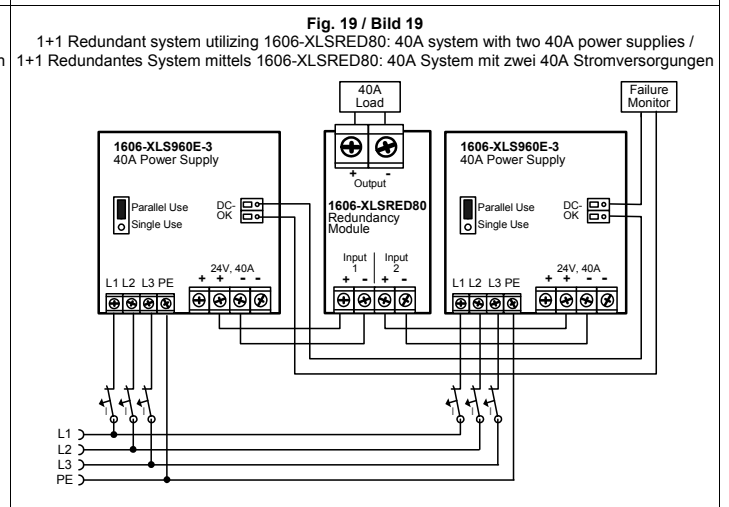 Fig. 19 / Bild 19
1+1 Redundant system utilizing 1606-XLSRED80: 40A system with two 40A power supplies /
n 1+1 Redundantes System mittels 1606-XLSRED80: 40A System mit zwei 40A Stromversorgungen
40A
Load
Failure
Monitor
1606-XLS960E-3
40A Power Supply
Parallel Use
Single Use
DC-
OK
24V, 40A
+ + - -
L1 L2 L3 PE
+ -
Output
1606-XLSRED80
Redundancy
Module
Input
1
Input
2
+ - + -
1606-XLS960E-3
40A Power Supply
Parallel Use
Single Use
DC-
OK
24V, 40A
+ + - -
L1 L2 L3 PE
I I I
I I I
L1
L2
L3
PE